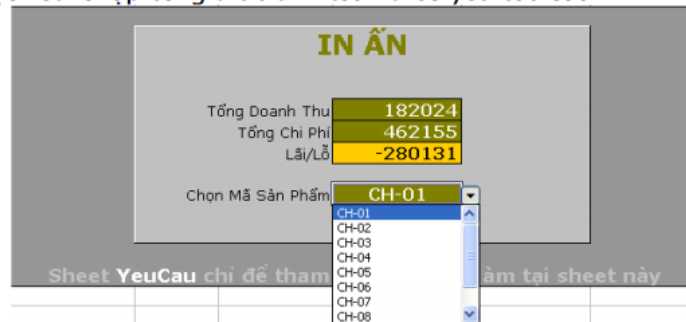 IN ẤN
Tổng Doanh Thu 182024
Tổng Chi Phí 462155
Lãi/Lỗ -280131
Chọn Mã Sản Phẩm CH-01
CH-01
CH-02
CH-03
CH-04
CH-05
CH-06
CH-07
CH-08
Sheet YeuCau chỉ để tham àm tại sheet này